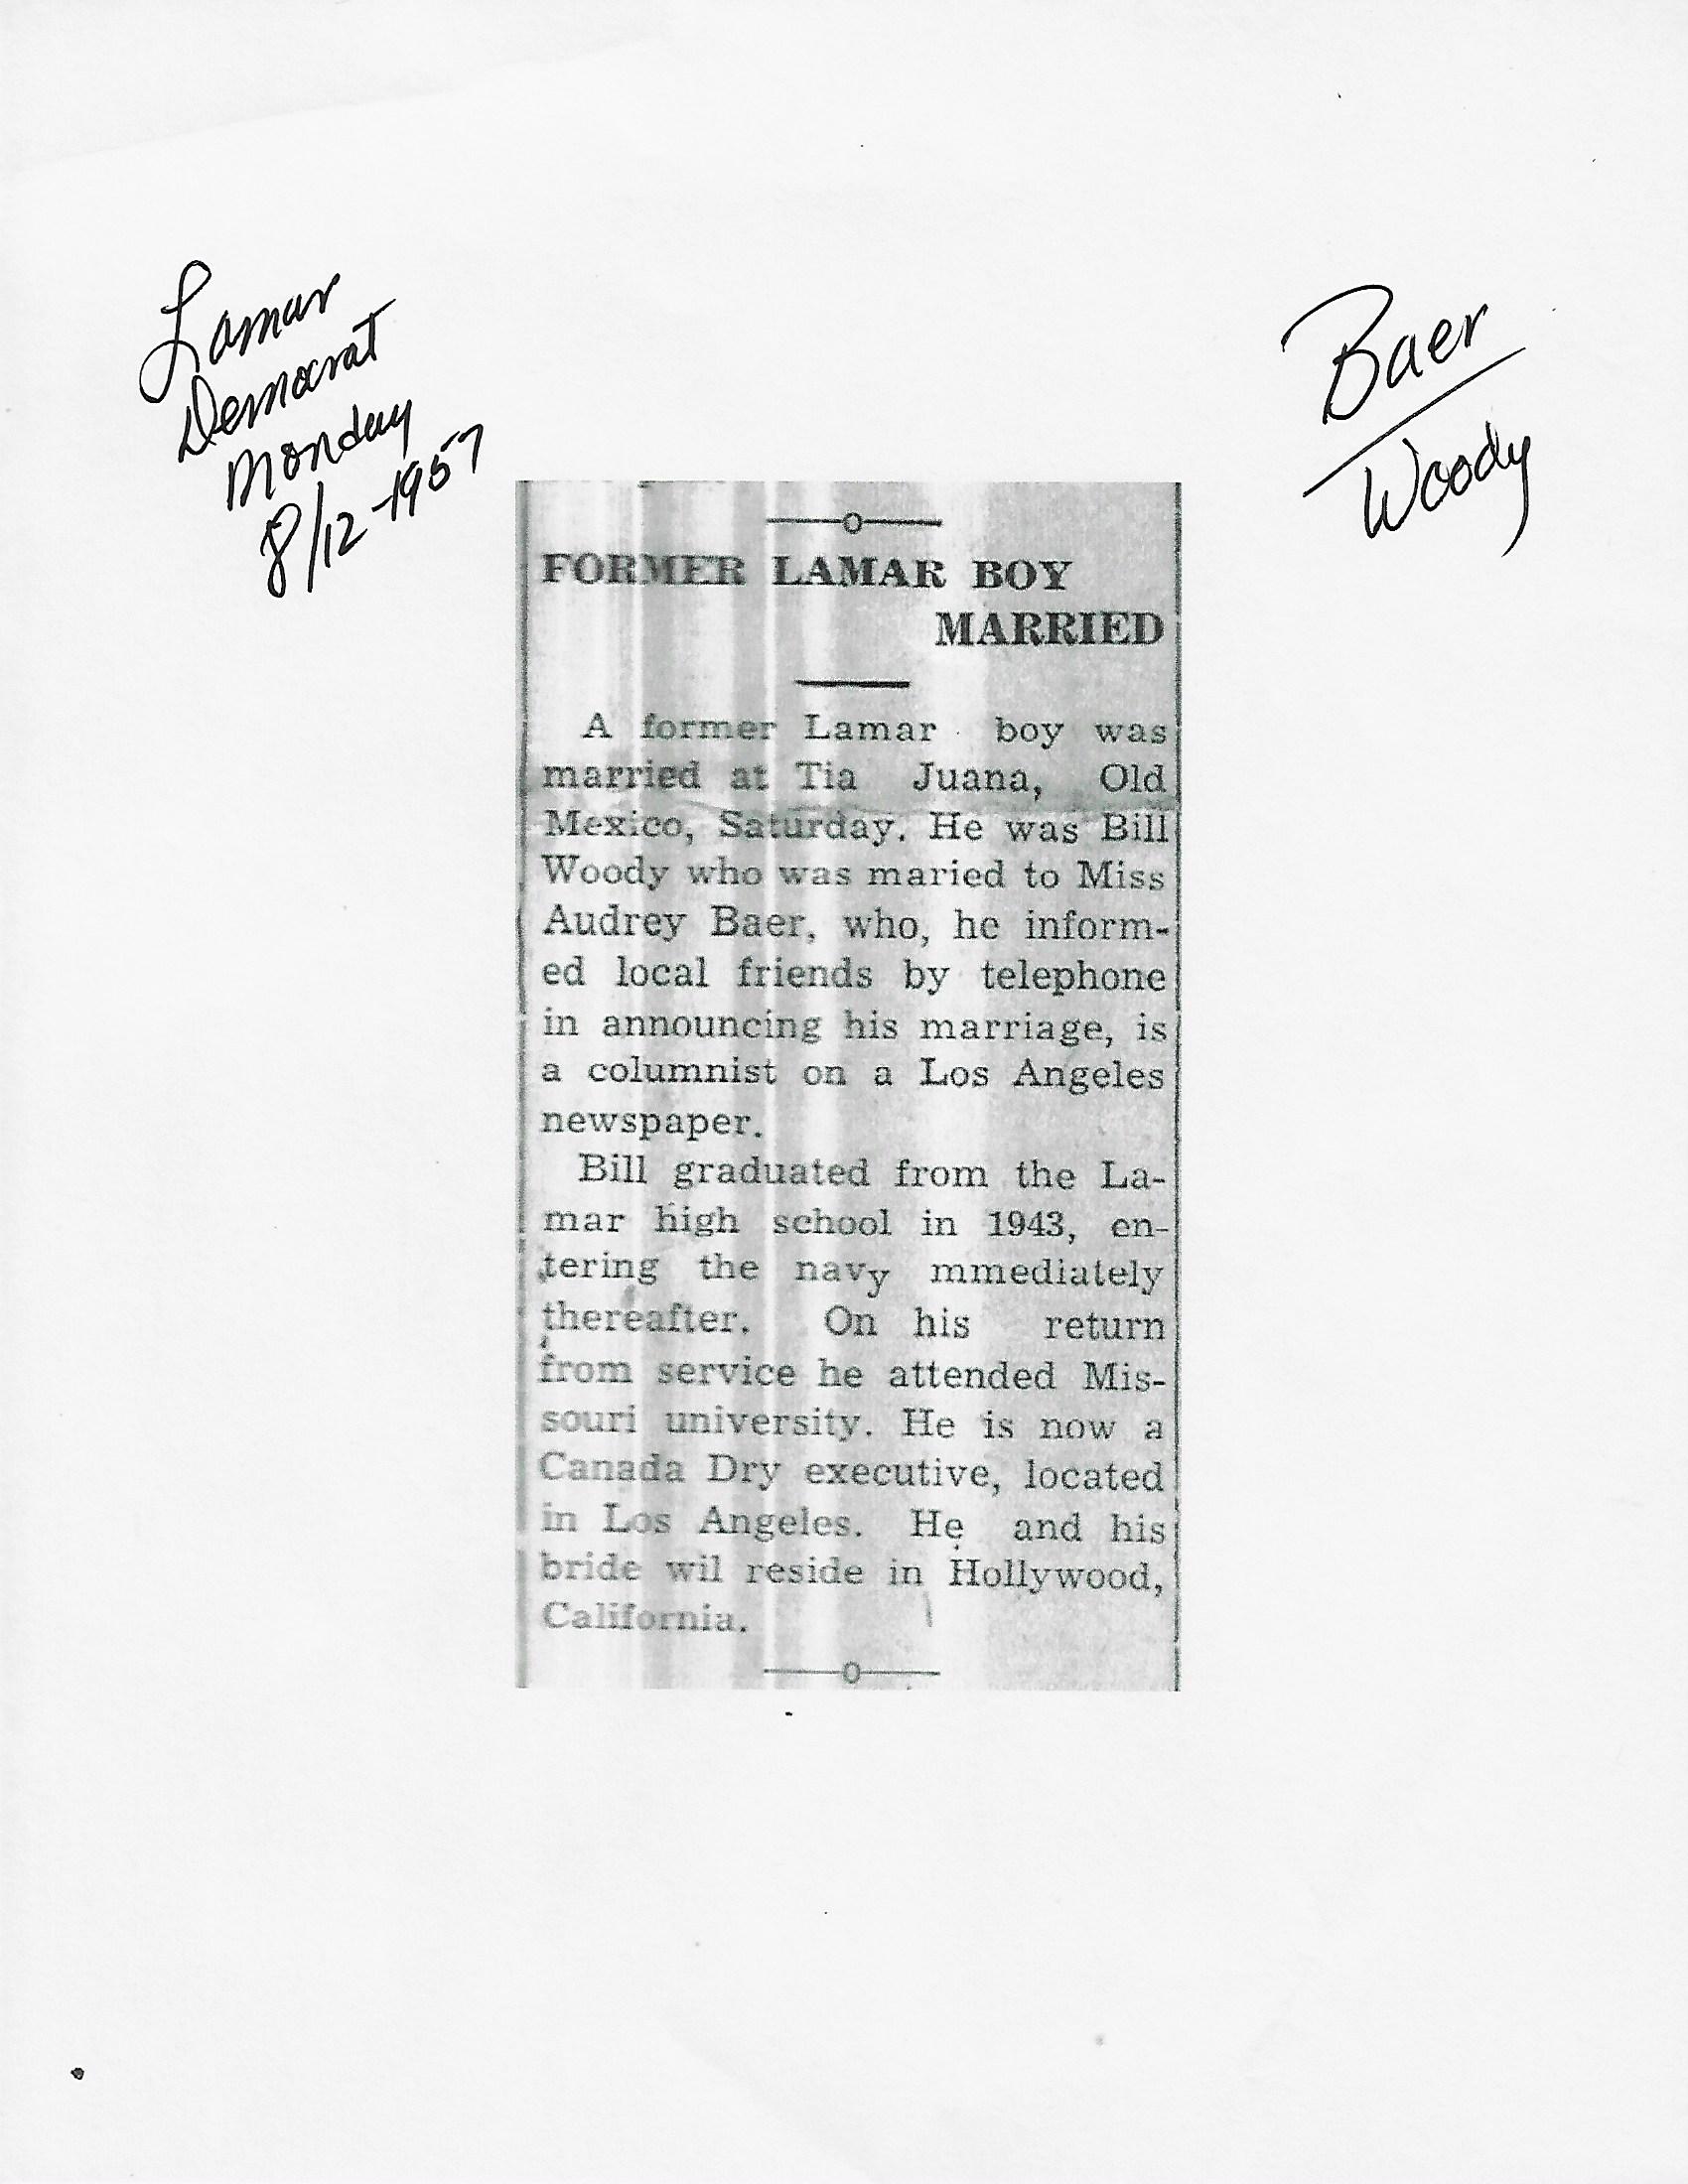 Lamar
Democrat
Monday
8/12-1957
Baer
Woody
FORMER LAMAR BOY
MARRIED
A former Lamar boy was
married at Tia Juana, Old
Mexico, Saturday. He was Bill
Woody who was maried to Miss
Audrey Baer, who, he inform-
ed local friends by telephone
in announcing his marriage, is
a columnist on a Los Angeles
newspaper.
Bill graduated from the La-
mar high school in 1943, en-
tering the navy mmediately
thereafter. On his return
from service he attended Mis-
souri university. He is now a
Canada Dry executive, located
in Los Angeles. He and his
bride wil reside in Hollywood,
California.